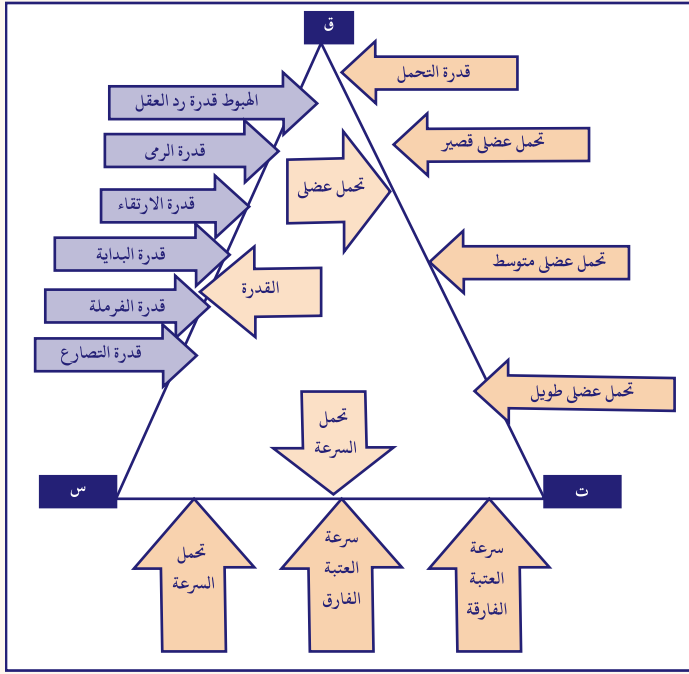 ق
قدرة التحمل
الهبوط قدرة رد العقل
تحمل عضلى قصير
قدرة الرمى
تحمل عضلى
قدرة الارتقاء
قدرة البداية
تحمل عضلى متوسط
القدرة
قدرة الفرملة
قدرة التصارع
تحمل عضلى طويل
تحمل
السرعة
س
ت
سرعة
العتبة
الفارقة
سرعة
العتبة
الفارق
تحمل
السرعة